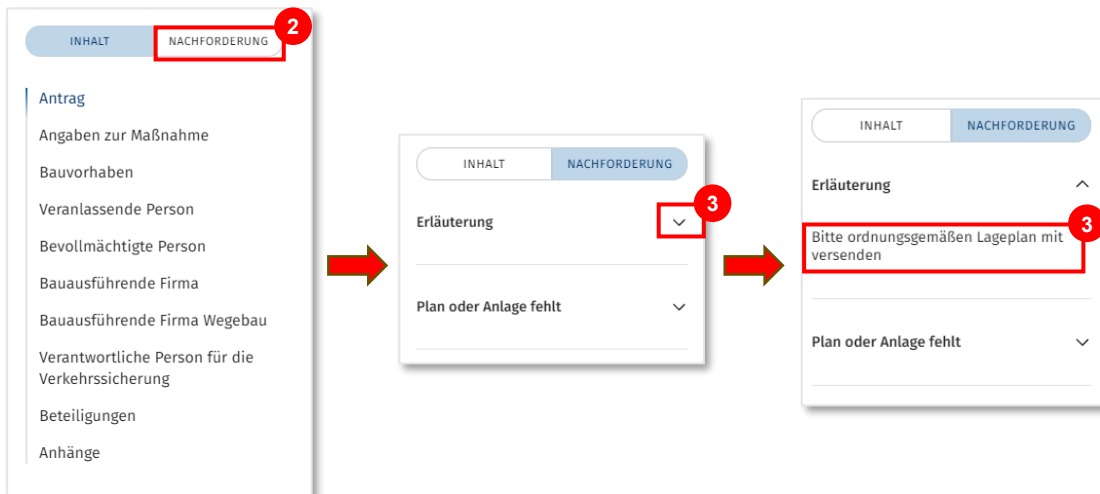 INHALT
NACHFORDERUNG
2
Antrag
Angaben zur Maßnahme
Bauvorhaben
Veranlassende Person
Bevollmächtigte Person
Bauausführende Firma
Bauausführende Firma Wegebau
Verantwortliche Person für die
Verkehrssicherung
Beteiligungen
Anhänge
INHALT
NACHFORDERUNG
Erläuterung
3
Plan oder Anlage fehlt
INHALT
NACHFORDERUNG
Erläuterung
3
Bitte ordnungsgemäßen Lageplan mit
versenden
Plan oder Anlage fehlt